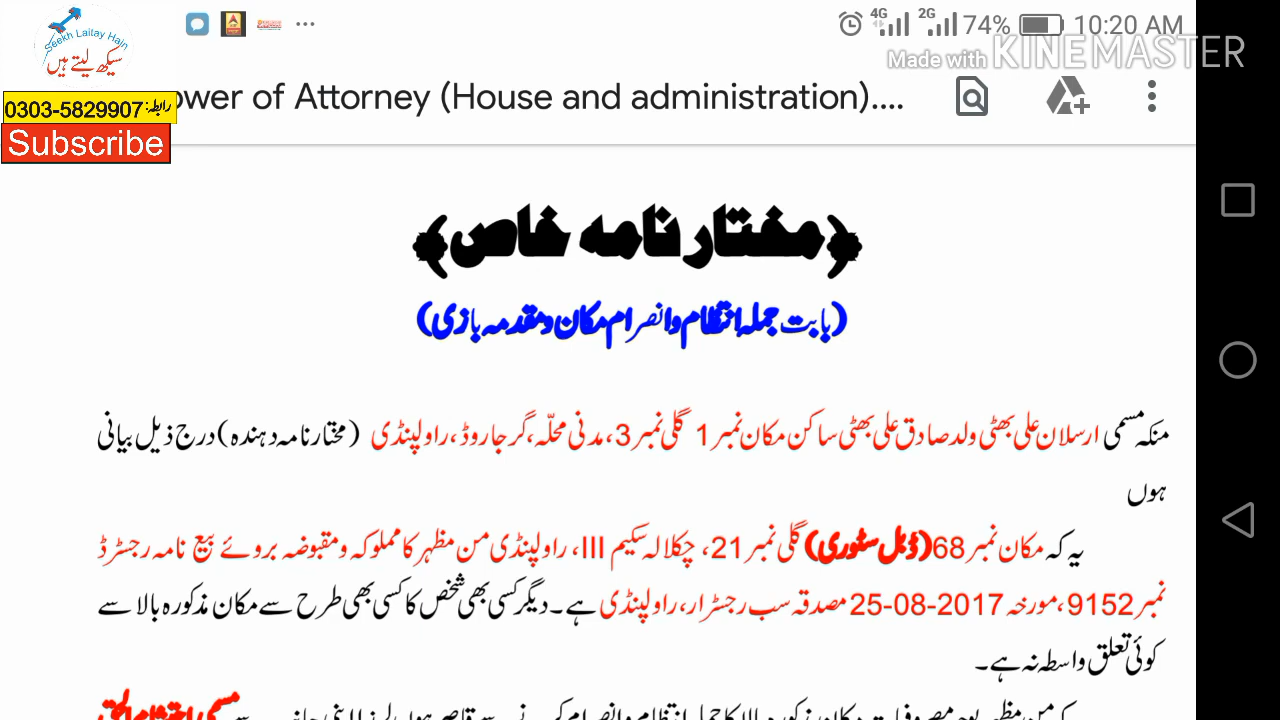 4G 2G 74% 10:20 AM
Made with KINEMASTER
Seekh Laitay Hain
سیکھ لیتے ہیں
رابطہ: 0303-5829907
ower of Attorney (House and administration)....
Subscribe
﴿مختار نامہ خاص﴾
(بابت جملہ انتظام و انصرام مکان و مقدمہ بازی)
منکہ مسمی ارسلان علی بھٹی ولد صادق علی بھٹی ساکن مکان نمبر 1 گلی نمبر 3، مدنی محلّہ، گرجا روڈ، راولپنڈی (مختار نامہ دہندہ) درج ذیل بیانی
ہوں
یہ کہ مکان نمبر 68 (ڈبل سٹوری) گلی نمبر 21، چکلالہ سکیم III، راولپنڈی من مظہر کا مملوکہ و مقبوضہ بروئے بیع نامہ رجسٹرڈ
نمبر 9152، مورخہ 25-08-2017 مصدقہ سب رجسٹرار، راولپنڈی ہے۔ دیگر کسی بھی شخص کا کسی بھی طرح سے مکان مذکورہ بالا سے
کوئی تعلق واسطہ نہ ہے۔